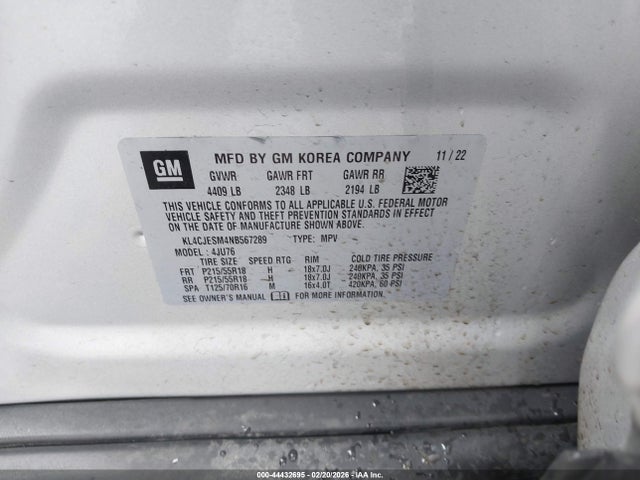 GM
MFD BY GM KOREA COMPANY 11 / 22
GVWR GAWR FRT GAWR RR
4409 LB 2348 LB 2194 LB
THIS VEHICLE CONFORMS TO ALL APPLICABLE U.S. FEDERAL MOTOR
VEHICLE SAFETY AND THEFT PREVENTION STANDARDS IN EFFECT
ON THE DATE OF MANUFACTURE SHOWN ABOVE.
KL4CJESM4NB567289 TYPE: MPV
MODEL: 4JU76
TIRE SIZE SPEED RTG RIM COLD TIRE PRESSURE
FRT P215/55R18 H 18x7.0J 240KPA, 35 PSI
RR P215/55R18 H 18x7.0J 240KPA, 35 PSI
SPA T125/70R16 M 16x4.0T 420KPA, 60 PSI
SEE OWNER'S MANUAL FOR MORE INFORMATION.
000-44432695 - 02/20/2026 - IAA Inc.